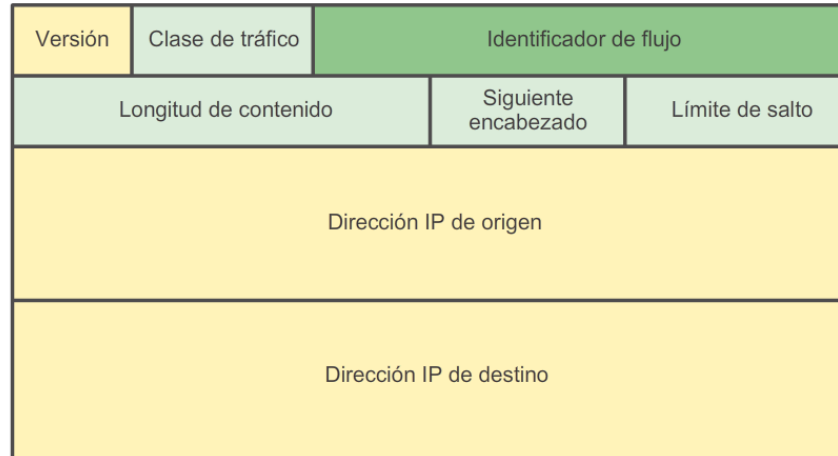 Versión
Clase de tráfico
Identificador de flujo
Longitud de contenido
Siguiente
encabezado
Límite de salto
Dirección IP de origen
Dirección IP de destino